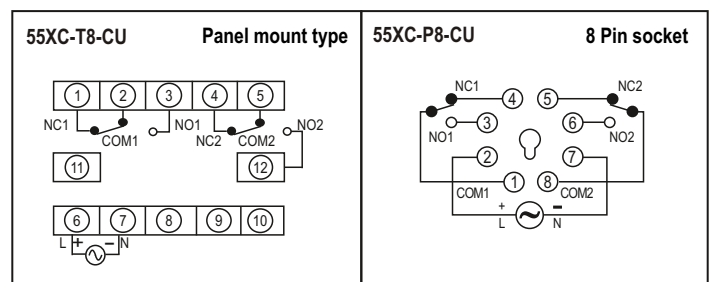 55XC-T8-CU Panel mount type
1 2 3 4 5
NC1 COM1 NO1 NC2 COM2 NO2
11 12
6 7 8 9 10
L + − N
55XC-P8-CU 8 Pin socket
NC1 4 5 NC2
NO1 3 6 NO2
2 7
COM1 1 8 COM2
+ −
L N